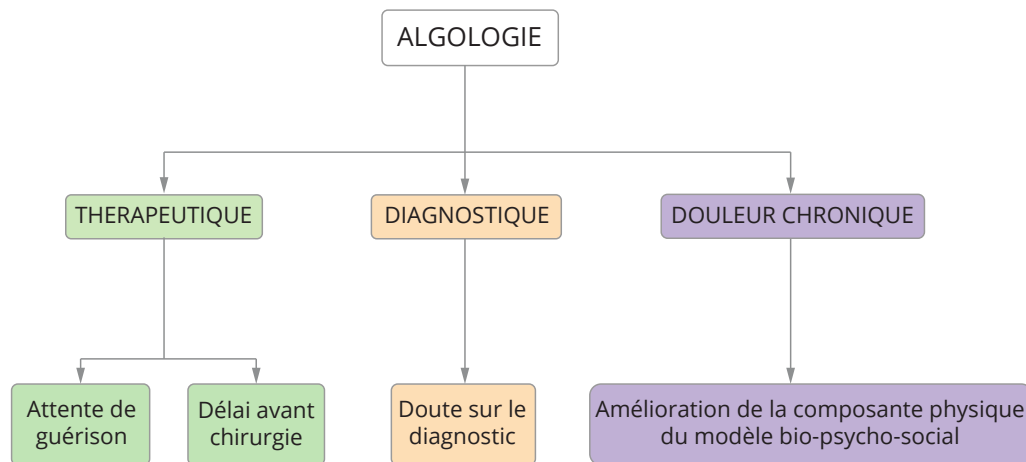 ALGOLOGIE
THERAPEUTIQUE
DIAGNOSTIQUE
DOULEUR CHRONIQUE
Attente de
guérison
Délai avant
chirurgie
Doute sur le
diagnostic
Amélioration de la composante physique
du modèle bio-psycho-social